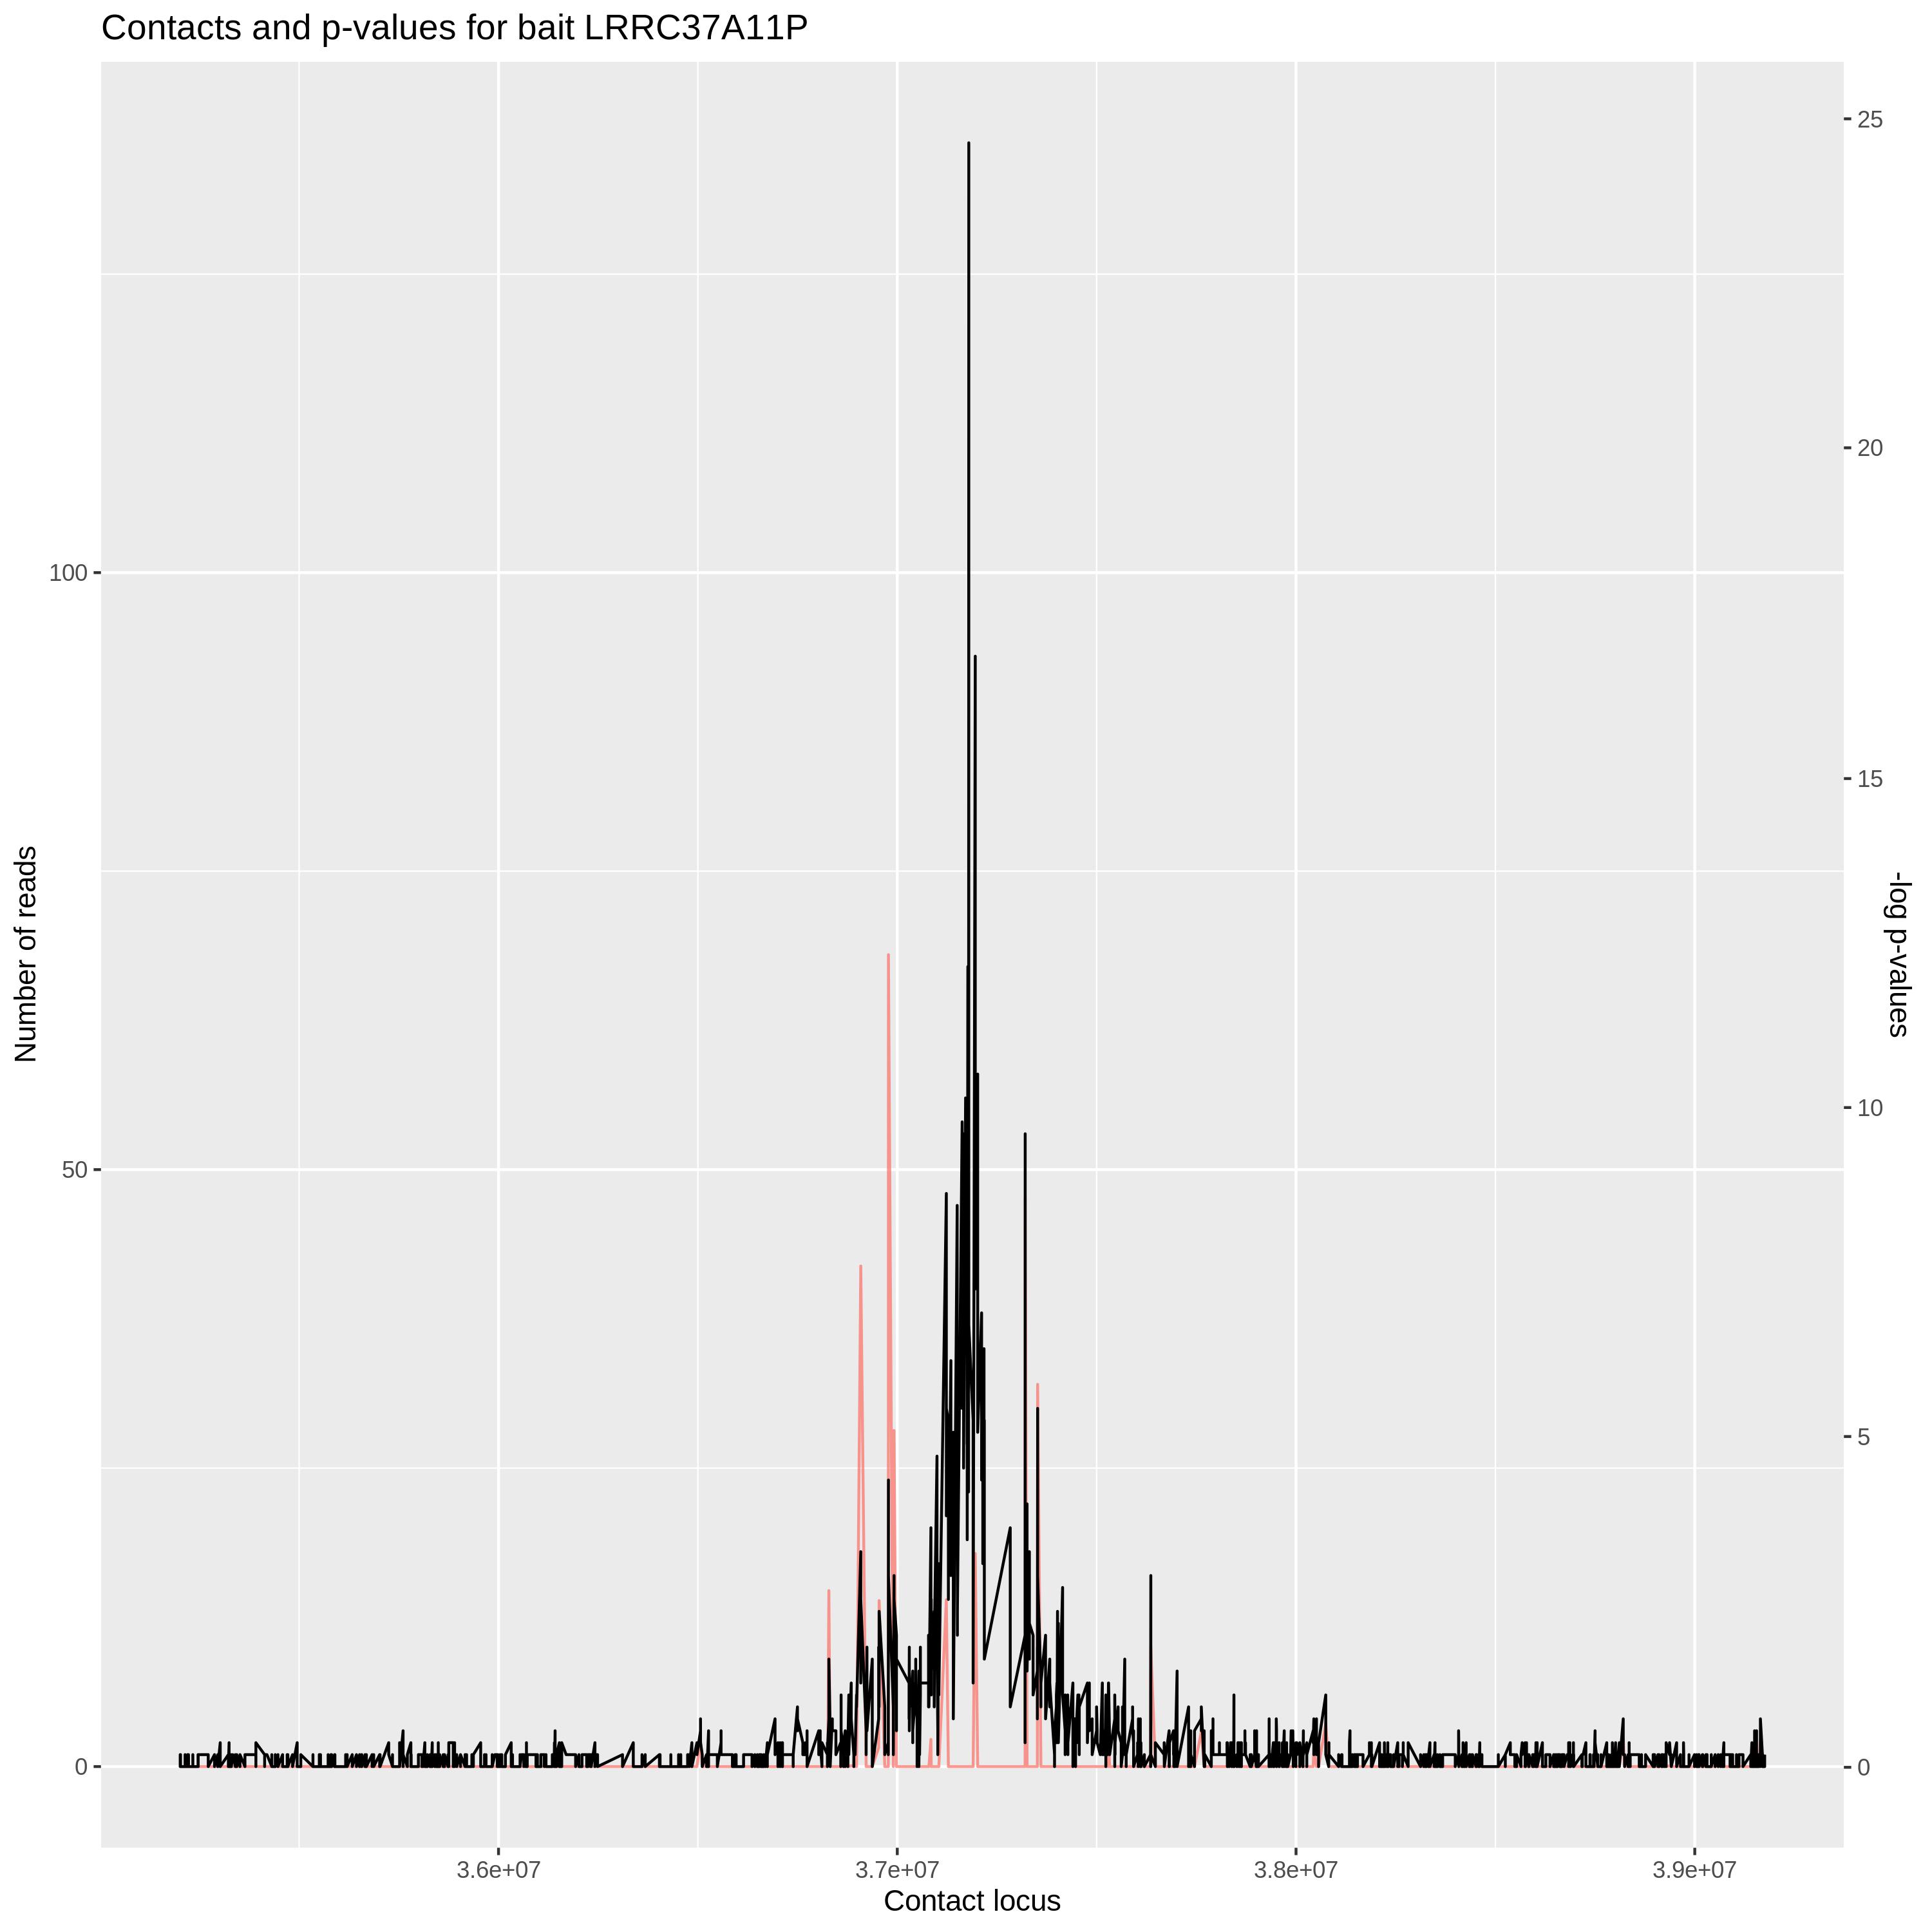 Contacts and p-values for bait LRRC37A11P
25
20
100
15
Number of reads
-log p-values
10
50
5
0
0
3.6e+07
3.7e+07
3.8e+07
3.9e+07
Contact locus